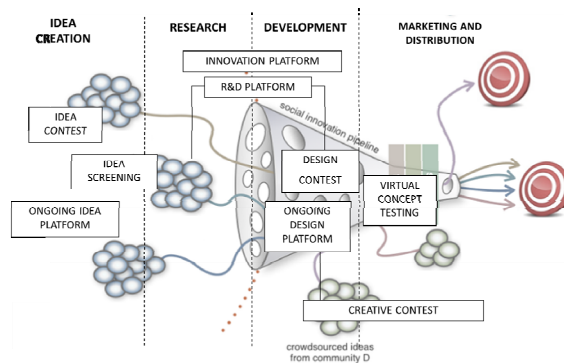 IDEA
CREATION
RESEARCH
DEVELOPMENT
MARKETING AND
DISTRIBUTION
INNOVATION PLATFORM
R&D PLATFORM
social innovation pipeline
IDEA
CONTEST
IDEA
SCREENING
DESIGN
CONTEST
VIRTUAL
CONCEPT
TESTING
ONGOING IDEA
PLATFORM
ONGOING
DESIGN
PLATFORM
CREATIVE CONTEST
crowdsourced ideas
from community D